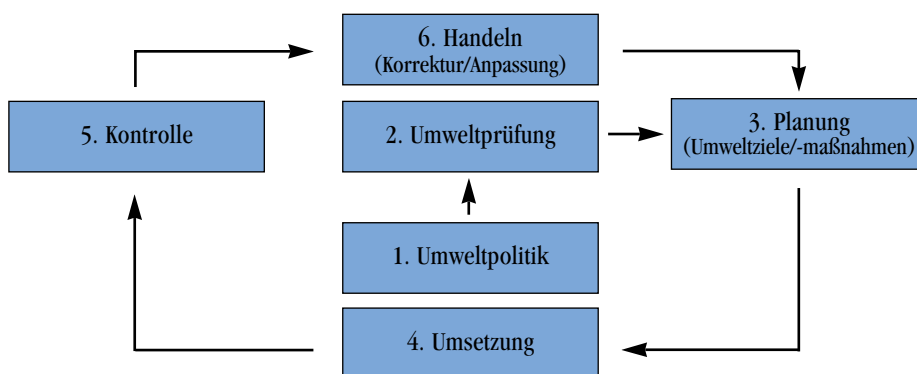 6. Handeln
(Korrektur/Anpassung)
5. Kontrolle
2. Umweltprüfung
3. Planung
(Umweltziele/-maßnahmen)
1. Umweltpolitik
4. Umsetzung